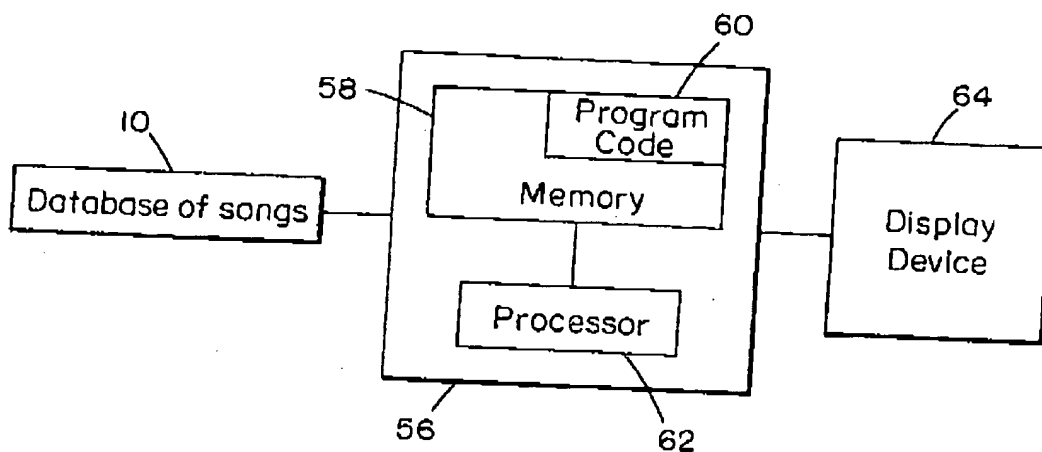 60
58
Program
Code
64
10
Database of songs
Memory
Display
Device
Processor
56
62